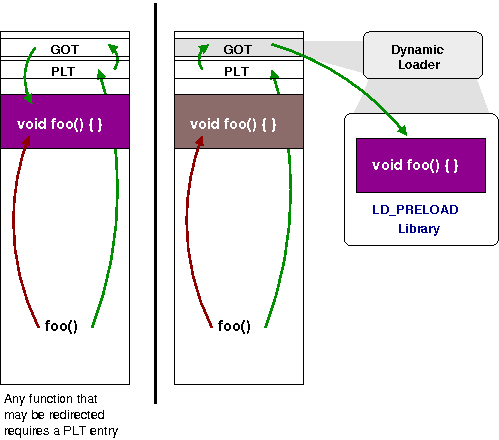 GOT
PLT
void foo() { }
foo()
Any function that
may be redirected
requires a PLT entry
GOT
PLT
void foo() { }
foo()
Dynamic
Loader
void foo() { }
LD_PRELOAD
Library